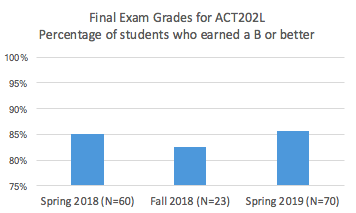 Final Exam Grades for ACT202L
Percentage of students who earned a B or better
100%
95%
90%
85%
80%
75%
Spring 2018 (N=60) Fall 2018 (N=23) Spring 2019 (N=70)